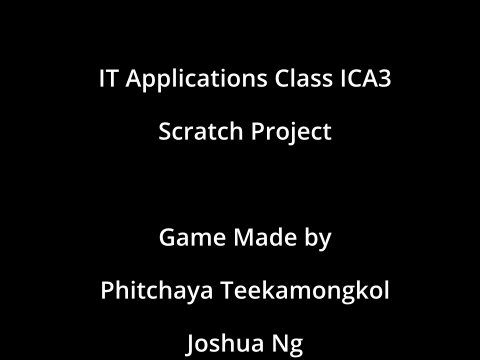 IT Applications Class ICA3
Scratch Project
Game Made by
Phitchaya Teekamongkol
Joshua Ng